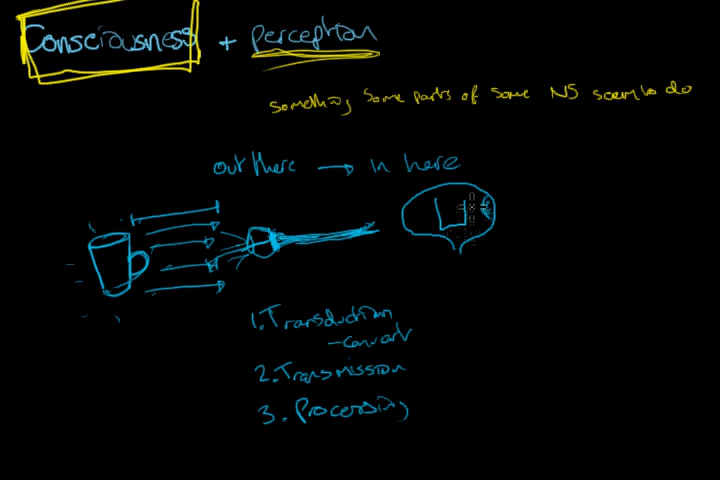 Consciousness + perception
something some parts of some NS seem to do
out there → in here
1. Transduction
- convert
2. Transmission
3. Processing